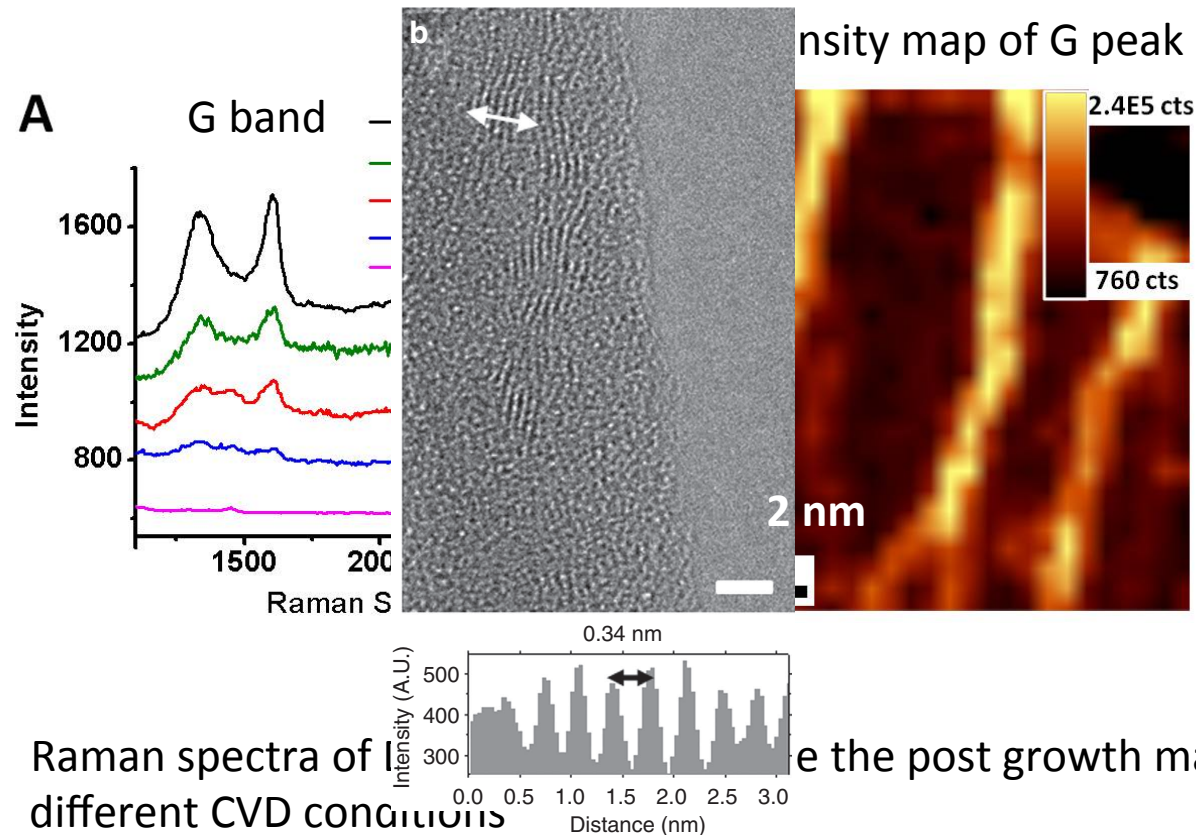 b
nsity map of G peak
A
G band
2.4E5 cts
760 cts
1600
1200
800
Intensity
1500
200
Raman S
2 nm
0.34 nm
Intensity (A.U.)
500
400
300
0.0 0.5 1.0 1.5 2.0 2.5 3.0
Distance (nm)
Raman spectra of
e the post growth ma
different CVD conditions